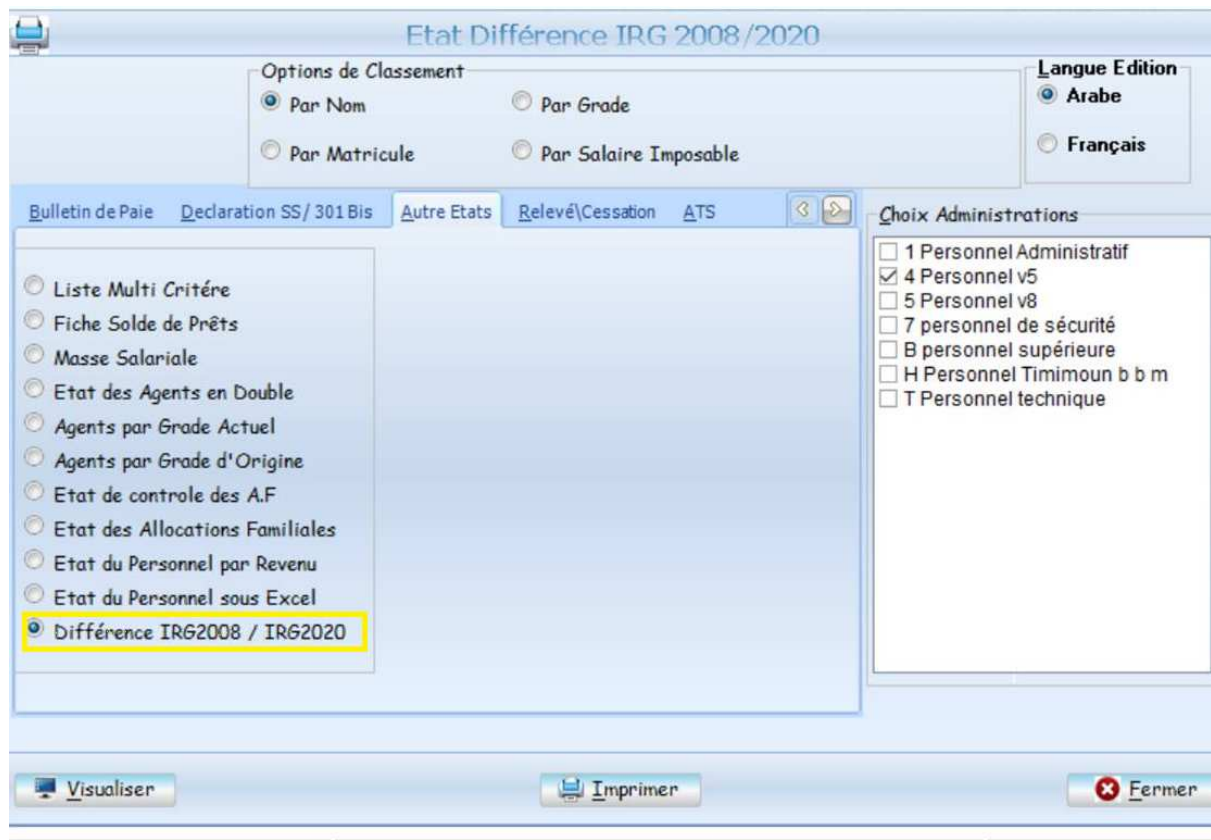 Etat Différence IRG 2008/2020
Options de Classement
Par Nom
Par Grade
Par Matricule
Par Salaire Imposable
Langue Edition
Arabe
Français
Bulletin de Paie
Declaration SS/ 301 Bis
Autre Etats
Relevé\Cessation
ATS
Liste Multi Critére
Fiche Solde de Prêts
Masse Salariale
Etat des Agents en Double
Agents par Grade Actuel
Agents par Grade d'Origine
Etat de controle des A.F
Etat des Allocations Familiales
Etat du Personnel par Revenu
Etat du Personnel sous Excel
Différence IRG2008 / IRG2020
Choix Administrations
1 Personnel Administratif
4 Personnel v5
5 Personnel v8
7 personnel de sécurité
B personnel supérieure
H Personnel Timimoun b b m
T Personnel technique
Visualiser
Imprimer
Fermer